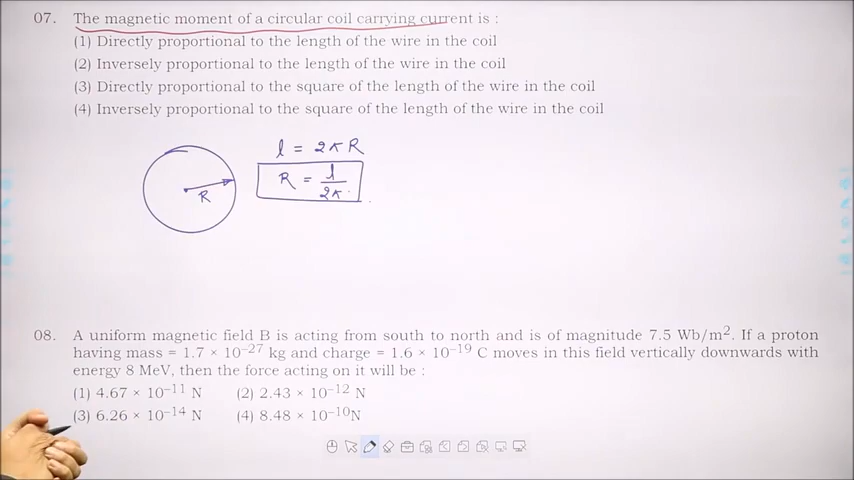 07. The magnetic moment of a circular coil carrying current is :
(1) Directly proportional to the length of the wire in the coil
(2) Inversely proportional to the length of the wire in the coil
(3) Directly proportional to the square of the length of the wire in the coil
(4) Inversely proportional to the square of the length of the wire in the coil
l = 2πR
R = l/2π
R
08. A uniform magnetic field B is acting from south to north and is of magnitude 7.5 Wb/m². If a proton
having mass = 1.7 × 10⁻²⁷ kg and charge = 1.6 × 10⁻¹⁹ C moves in this field vertically downwards with
energy 8 MeV, then the force acting on it will be :
(1) 4.67 × 10⁻¹¹ N (2) 2.43 × 10⁻¹² N
(3) 6.26 × 10⁻¹⁴ N (4) 8.48 × 10⁻¹⁰N